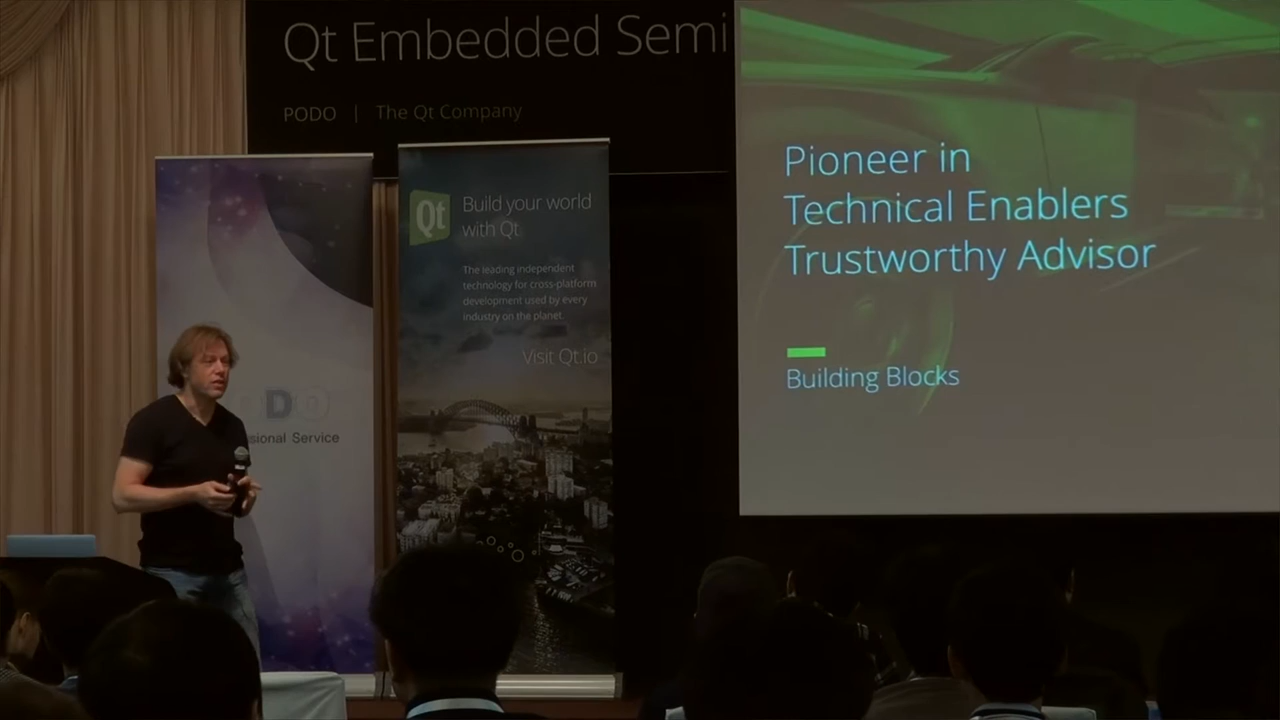 Qt Embedded Semi
PODO | The Qt Company
Qt
Build your world
with Qt
The leading independent
technology for cross-platform
development used by every
industry on the planet.
Visit Qt.io
DO
sional Service
Pioneer in
Technical Enablers
Trustworthy Advisor
Building Blocks